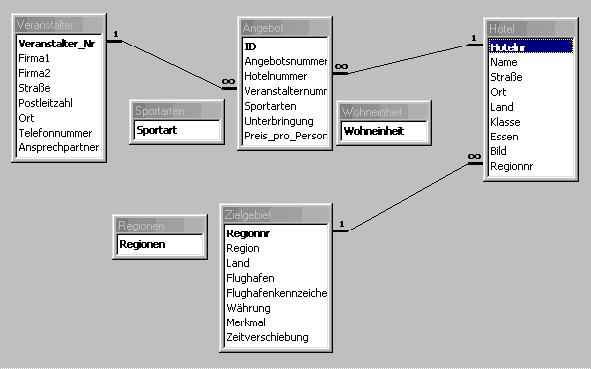 Veranstalter
Veranstalter_Nr
Firma1
Firma2
Straße
Postleitzahl
Ort
Telefonnummer
Ansprechpartner
1
∞
Sportarten
Sportart
Angebot
ID
Angebotsnummer
Hotelnummer
Veranstalternumm
Sportarten
Unterbringung
Preis_pro_Person
∞
1
Wohneinheit
Wohneinheit
Hotel
Hotelnr
Name
Straße
Ort
Land
Klasse
Essen
Bild
Regionnr
∞
1
Regionen
Regionen
Zielgebiet
Regionnr
Region
Land
Flughafen
Flughafenkennzeiche
Währung
Merkmal
Zeitverschiebung